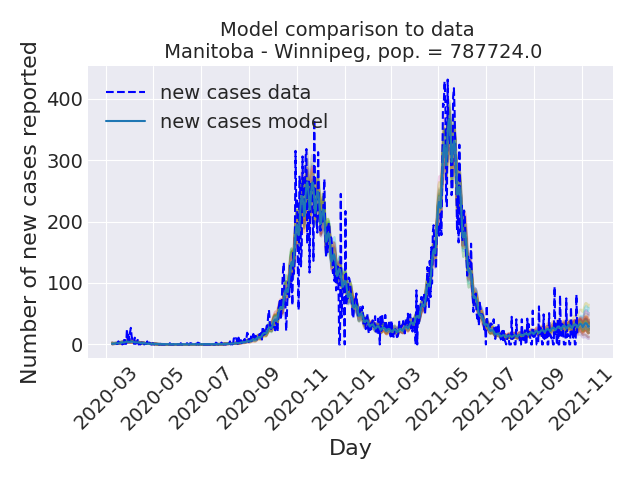 Model comparison to data
Manitoba - Winnipeg, pop. = 787724.0
Number of new cases reported
400
300
200
100
0
new cases data
new cases model
2020-03
2020-05
2020-07
2020-09
2020-11
2021-01
2021-03
2021-05
2021-07
2021-09
2021-11
Day